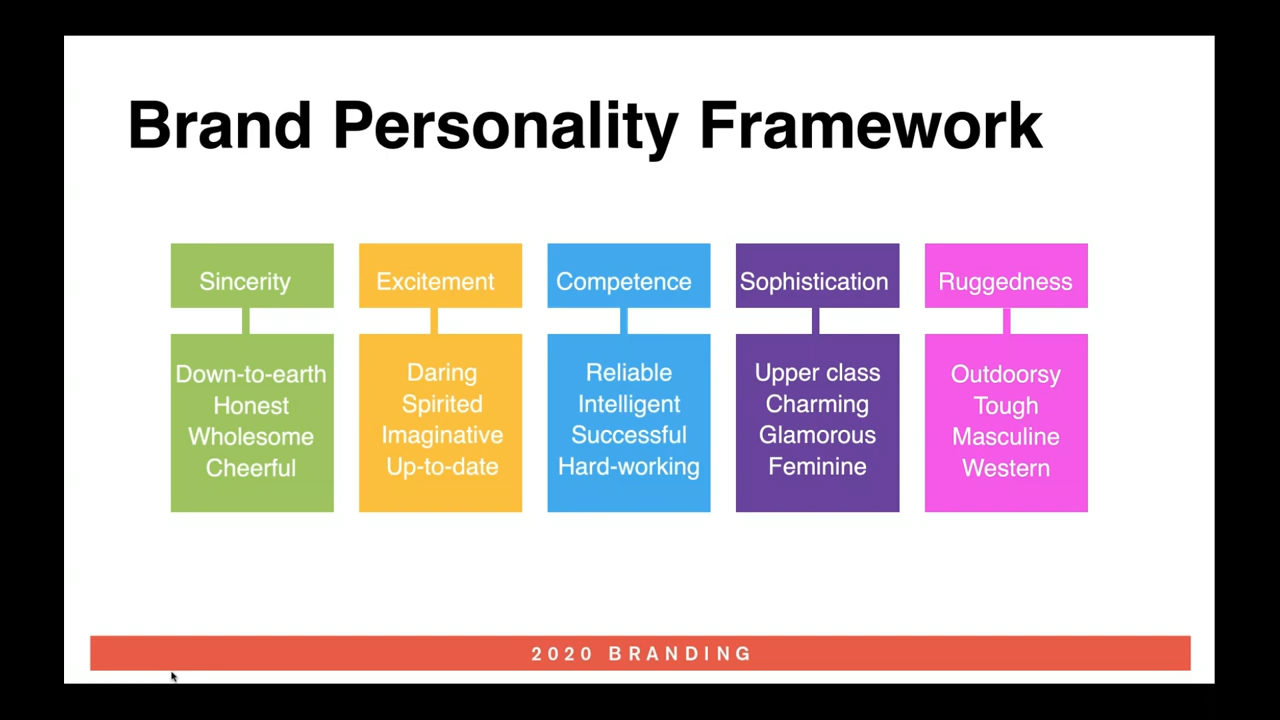 Brand Personality Framework
Sincerity
Down-to-earth
Honest
Wholesome
Cheerful
Excitement
Daring
Spirited
Imaginative
Up-to-date
Competence
Reliable
Intelligent
Successful
Hard-working
Sophistication
Upper class
Charming
Glamorous
Feminine
Ruggedness
Outdoorsy
Tough
Masculine
Western
2020 BRANDING